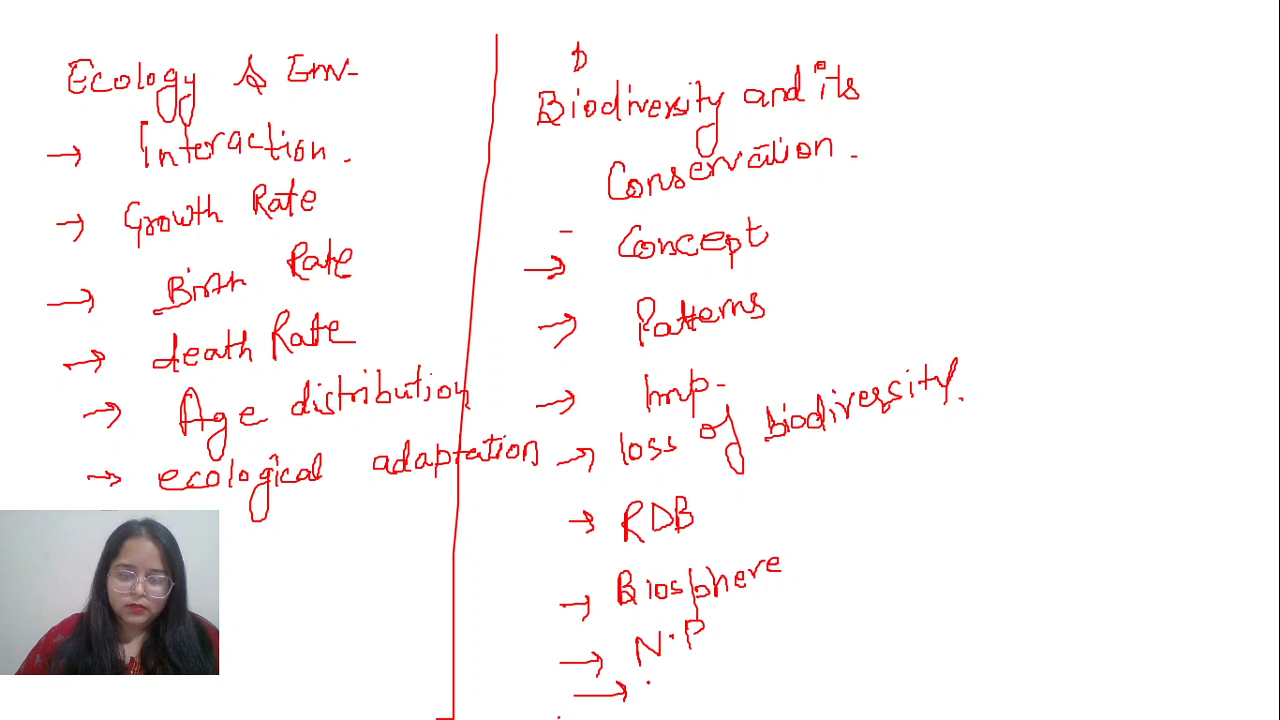 Ecology & Env-
→ Interaction.
→ Growth Rate
→ Birth Rate
→ death Rate
→ Age distribution
→ ecological adaptation
Biodiversity and its
Conservation.
→ Concept
→ Patterns
→ Imp-
→ loss of biodiversity.
→ RDB
→ Biosphere
→ N.P
→